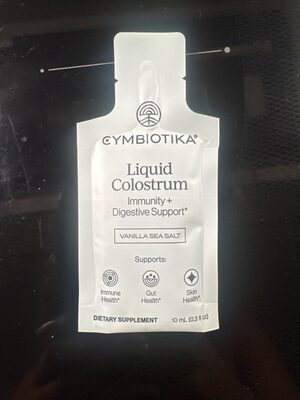 CYMBIOTIKA®
Liquid
Colostrum
Immunity +
Digestive Support*
VANILLA SEA SALT
Supports:
Immune Health*
Gut Health*
Skin Health*
DIETARY SUPPLEMENT 10 mL (0.3 fl oz)